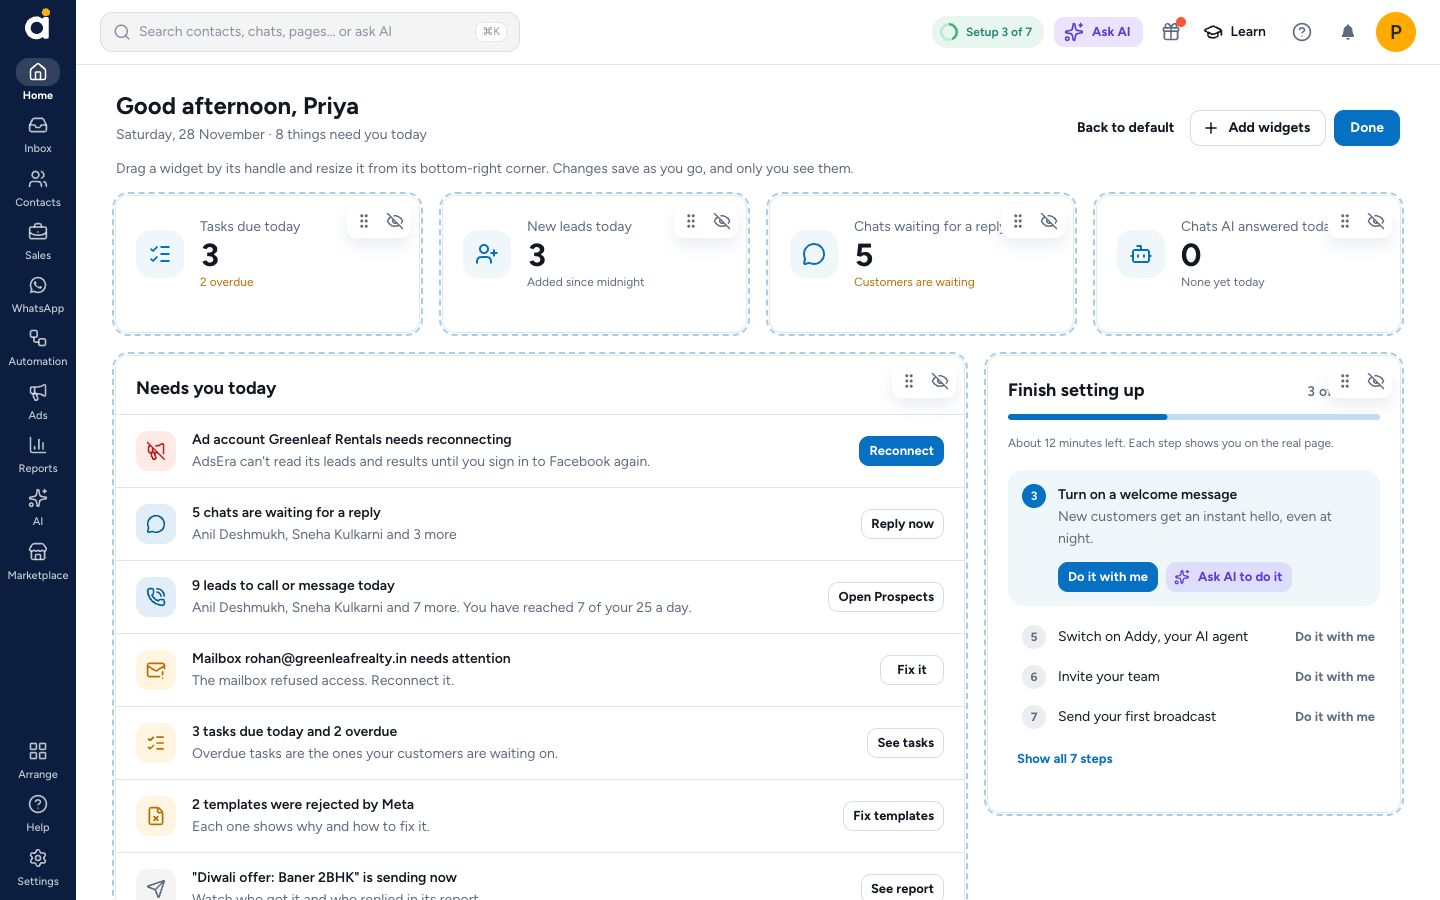 Search contacts, chats, pages... or ask AI
⌘K
Setup 3 of 7
Ask AI
Learn
P
Home
Inbox
Contacts
Sales
WhatsApp
Automation
Ads
Reports
AI
Marketplace
Arrange
Help
Settings
Good afternoon, Priya
Saturday, 28 November · 8 things need you today
Back to default
Add widgets
Done
Drag a widget by its handle and resize it from its bottom-right corner. Changes save as you go, and only you see them.
Tasks due today
3
2 overdue
New leads today
3
Added since midnight
Chats waiting for a reply
5
Customers are waiting
Chats AI answered toda
0
None yet today
Needs you today
Ad account Greenleaf Rentals needs reconnecting
AdsEra can't read its leads and results until you sign in to Facebook again.
Reconnect
5 chats are waiting for a reply
Anil Deshmukh, Sneha Kulkarni and 3 more
Reply now
9 leads to call or message today
Anil Deshmukh, Sneha Kulkarni and 7 more. You have reached 7 of your 25 a day.
Open Prospects
Mailbox rohan@greenleafrealty.in needs attention
The mailbox refused access. Reconnect it.
Fix it
3 tasks due today and 2 overdue
Overdue tasks are the ones your customers are waiting on.
See tasks
2 templates were rejected by Meta
Each one shows why and how to fix it.
Fix templates
"Diwali offer: Baner 2BHK" is sending now
Watch who got it and who replied in its report.
See report
Finish setting up
3 of
About 12 minutes left. Each step shows you on the real page.
3
Turn on a welcome message
New customers get an instant hello, even at
night.
Do it with me
Ask AI to do it
5
Switch on Addy, your AI agent
Do it with me
6
Invite your team
Do it with me
7
Send your first broadcast
Do it with me
Show all 7 steps